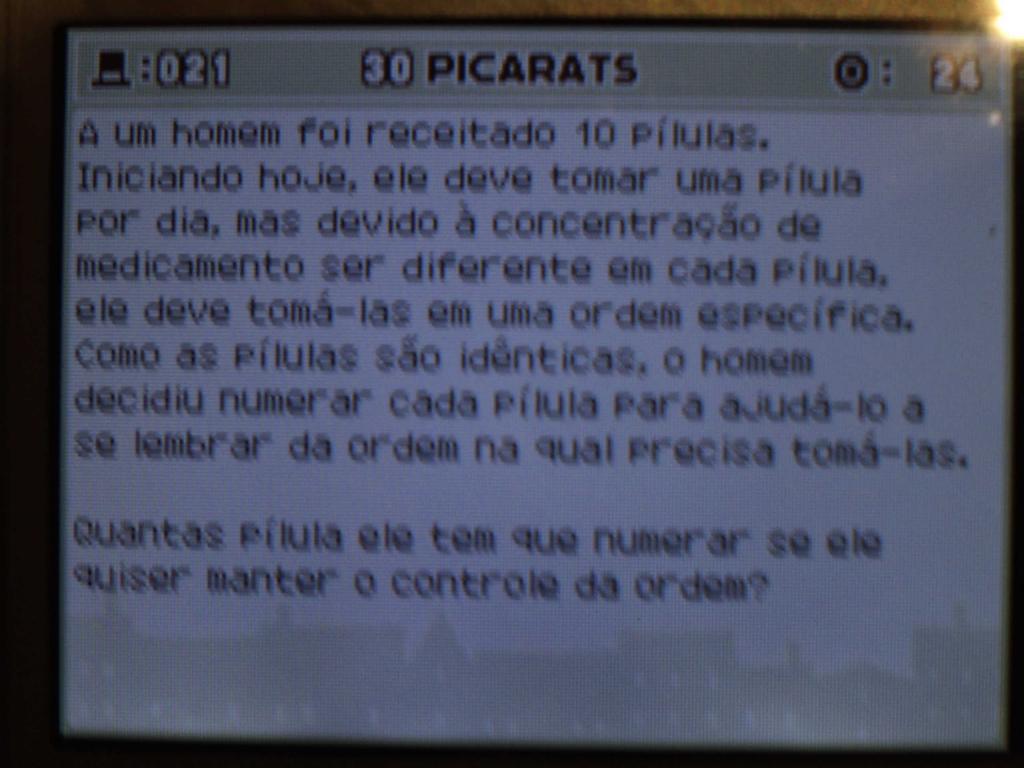 :021 30 PICARATS : 24
A um homem foi receitado 10 pílulas.
Iniciando hoje, ele deve tomar uma pílula
por dia, mas devido à concentração de
medicamento ser diferente em cada pílula,
ele deve tomá-las em uma ordem específica.
Como as pílulas são idênticas, o homem
decidiu numerar cada pílula para ajudá-lo a
se lembrar da ordem na qual precisa tomá-las.
Quantas pílula ele tem que numerar se ele
quiser manter o controle da ordem?